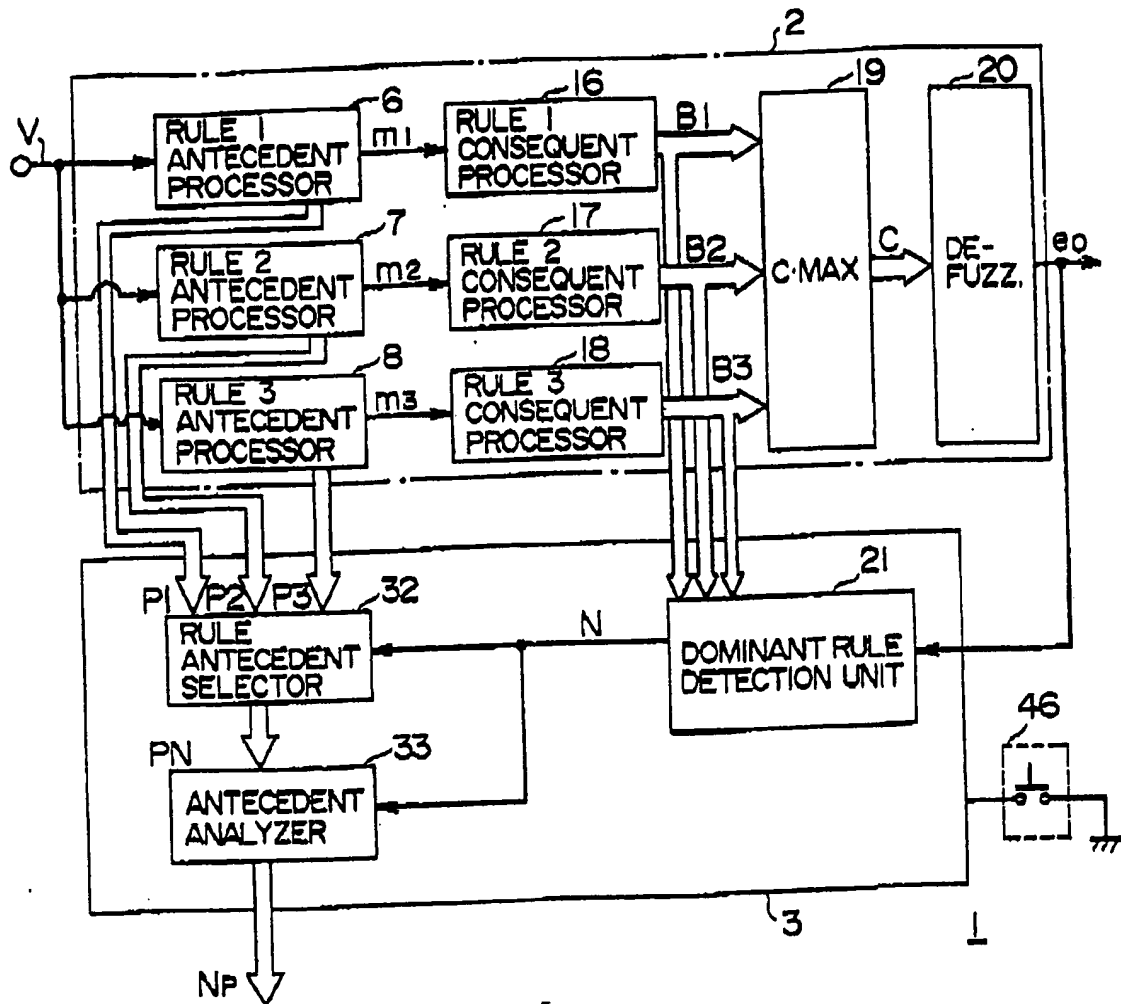 2
6
16
19
20
V
RULE 1
ANTECEDENT
PROCESSOR
m1
RULE 1
CONSEQUENT
PROCESSOR
B1
7
17
RULE 2
ANTECEDENT
PROCESSOR
m2
RULE 2
CONSEQUENT
PROCESSOR
B2
C·MAX
C
DE-
FUZZ.
e0
8
18
RULE 3
ANTECEDENT
PROCESSOR
m3
RULE 3
CONSEQUENT
PROCESSOR
B3
P1 P2 P3
32
21
RULE
ANTECEDENT
SELECTOR
N
DOMINANT RULE
DETECTION UNIT
46
PN
33
ANTECEDENT
ANALYZER
3
1
NP